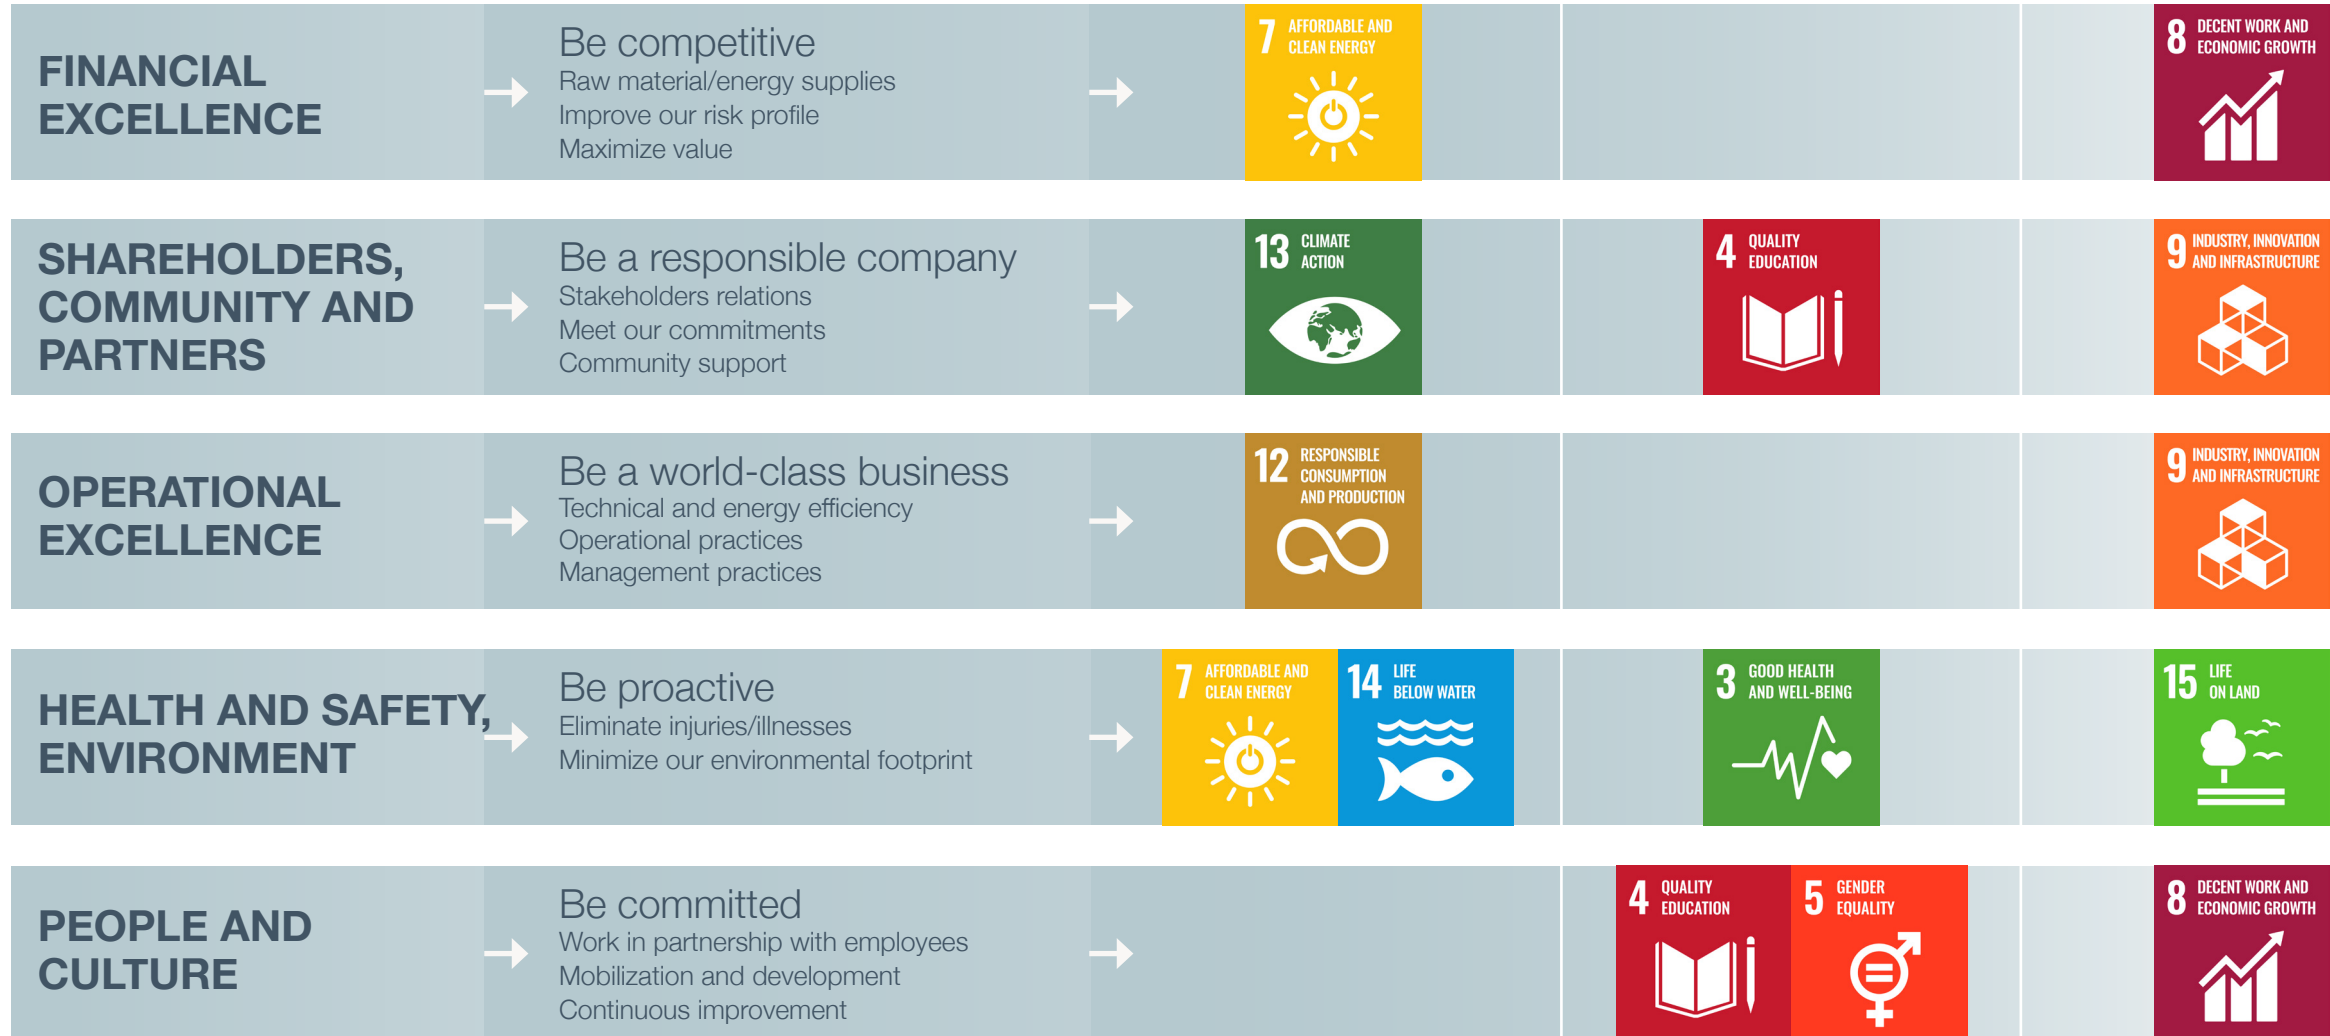 FINANCIAL
EXCELLENCE
Be competitive
Raw material/energy supplies
Improve our risk profile
Maximize value
7 AFFORDABLE AND
CLEAN ENERGY
8 DECENT WORK AND
ECONOMIC GROWTH
SHAREHOLDERS,
COMMUNITY AND
PARTNERS
Be a responsible company
Stakeholders relations
Meet our commitments
Community support
13 CLIMATE
ACTION
4 QUALITY
EDUCATION
9 INDUSTRY, INNOVATION
AND INFRASTRUCTURE
OPERATIONAL
EXCELLENCE
Be a world-class business
Technical and energy efficiency
Operational practices
Management practices
12 RESPONSIBLE
CONSUMPTION
AND PRODUCTION
9 INDUSTRY, INNOVATION
AND INFRASTRUCTURE
HEALTH AND SAFETY,
ENVIRONMENT
Be proactive
Eliminate injuries/illnesses
Minimize our environmental footprint
7 AFFORDABLE AND
CLEAN ENERGY
14 LIFE
BELOW WATER
3 GOOD HEALTH
AND WELL-BEING
15 LIFE
ON LAND
PEOPLE AND
CULTURE
Be committed
Work in partnership with employees
Mobilization and development
Continuous improvement
4 QUALITY
EDUCATION
5 GENDER
EQUALITY
8 DECENT WORK AND
ECONOMIC GROWTH